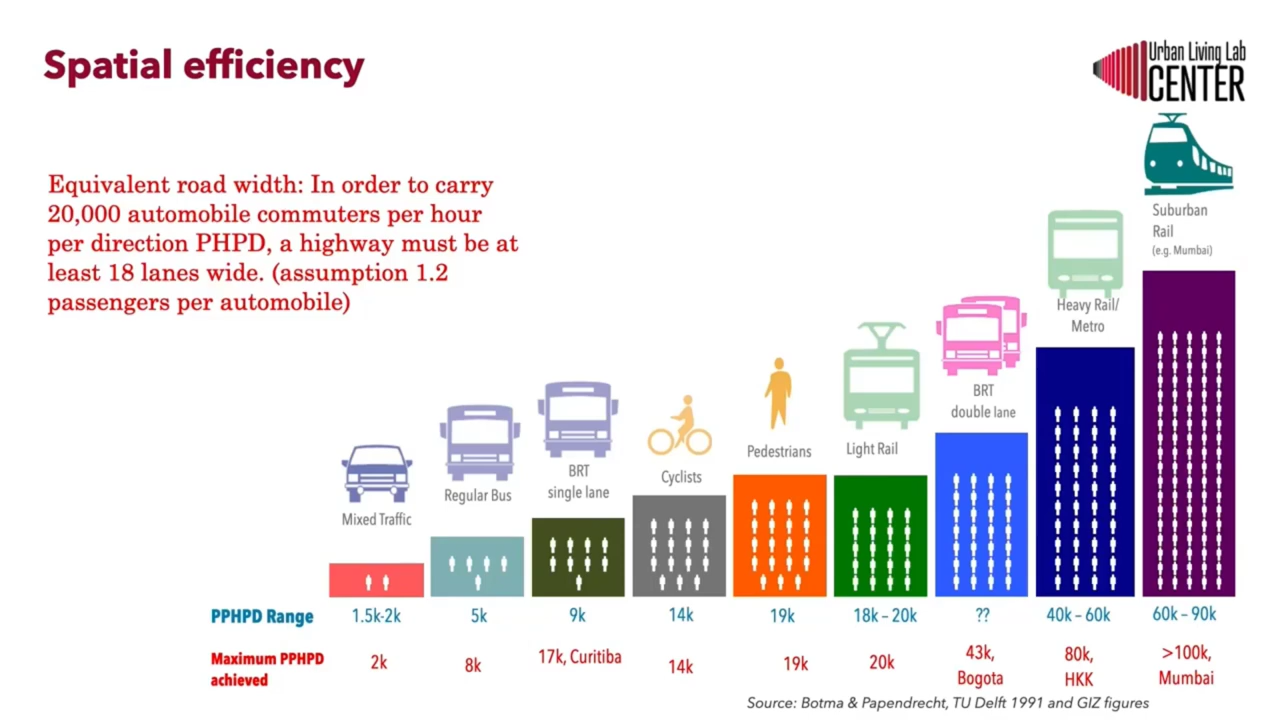 Spatial efficiency
Urban Living Lab
CENTER
Equivalent road width: In order to carry
20,000 automobile commuters per hour
per direction PHPD, a highway must be at
least 18 lanes wide. (assumption 1.2
passengers per automobile)
Mixed Traffic
Regular Bus
BRT
single lane
Cyclists
Pedestrians
Light Rail
BRT
double lane
Heavy Rail/
Metro
Suburban
Rail
(e.g. Mumbai)
PPHPD Range
1.5k-2k
5k
9k
14k
19k
18k – 20k
??
40k – 60k
60k – 90k
Maximum PPHPD
achieved
2k
8k
17k, Curitiba
14k
19k
20k
43k,
Bogota
80k,
HKK
>100k,
Mumbai
Source: Botma & Papendrecht, TU Delft 1991 and GIZ figures